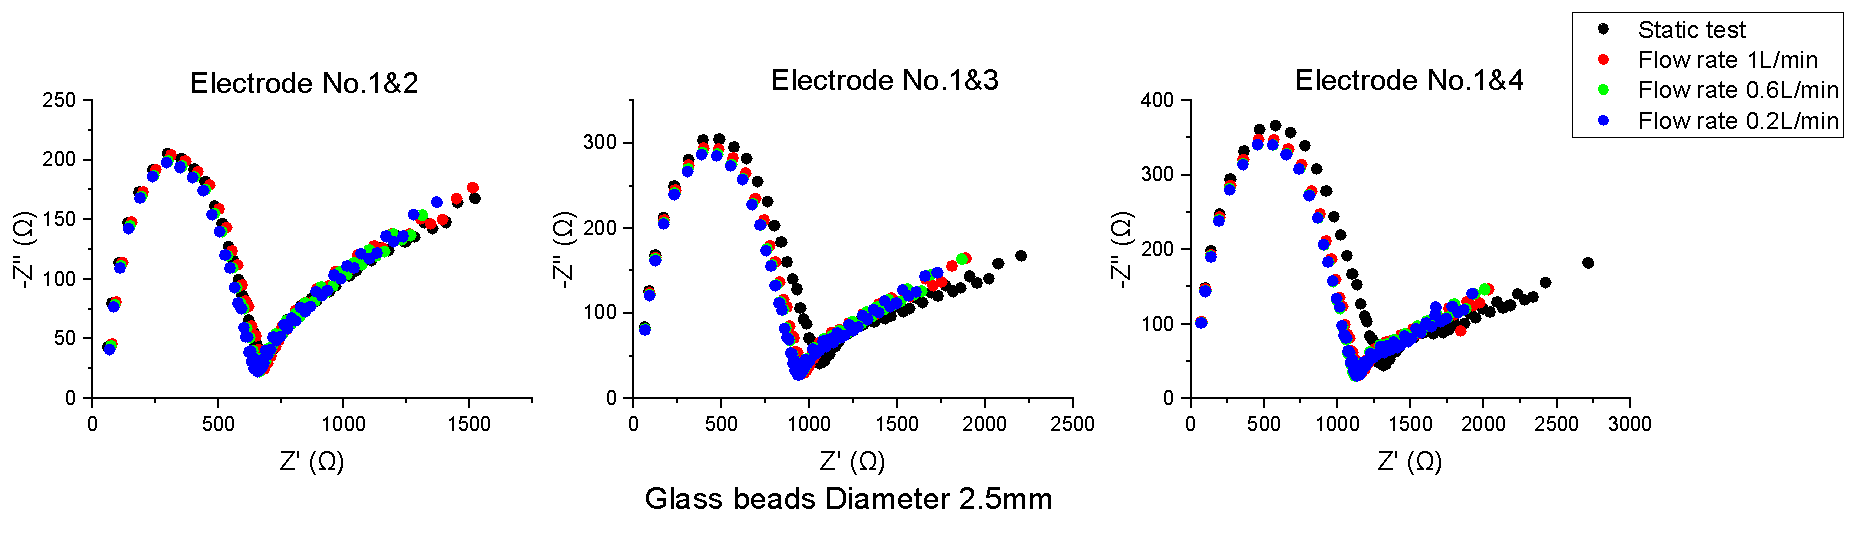 Static test
Flow rate 1L/min
Flow rate 0.6L/min
Flow rate 0.2L/min
Electrode No.1&2
250
200
150
100
50
0
-Z" (Ω)
0
500
1000
1500
Z' (Ω)
Electrode No.1&3
300
200
100
0
-Z" (Ω)
0
500
1000
1500
2000
2500
Z' (Ω)
Electrode No.1&4
400
300
200
100
0
-Z" (Ω)
0
500
1000
1500
2000
2500
3000
Z' (Ω)
Glass beads Diameter 2.5mm